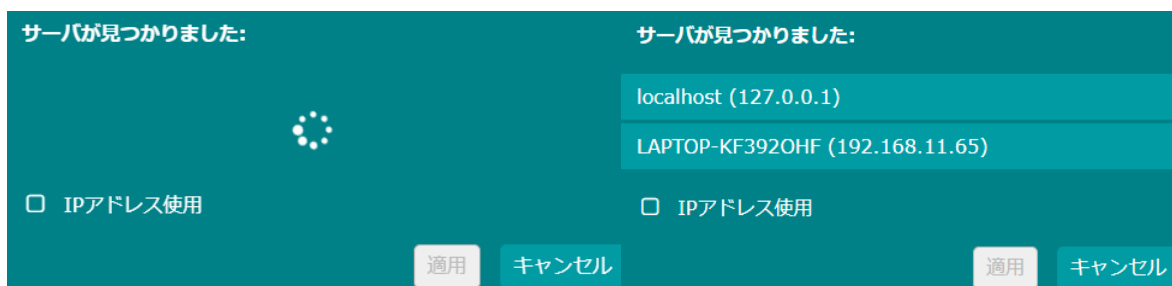 サーバが見つかりました:
IPアドレス使用
適用 キャンセル
サーバが見つかりました:
localhost (127.0.0.1)
LAPTOP-KF392OHF (192.168.11.65)
IPアドレス使用
適用 キャンセル